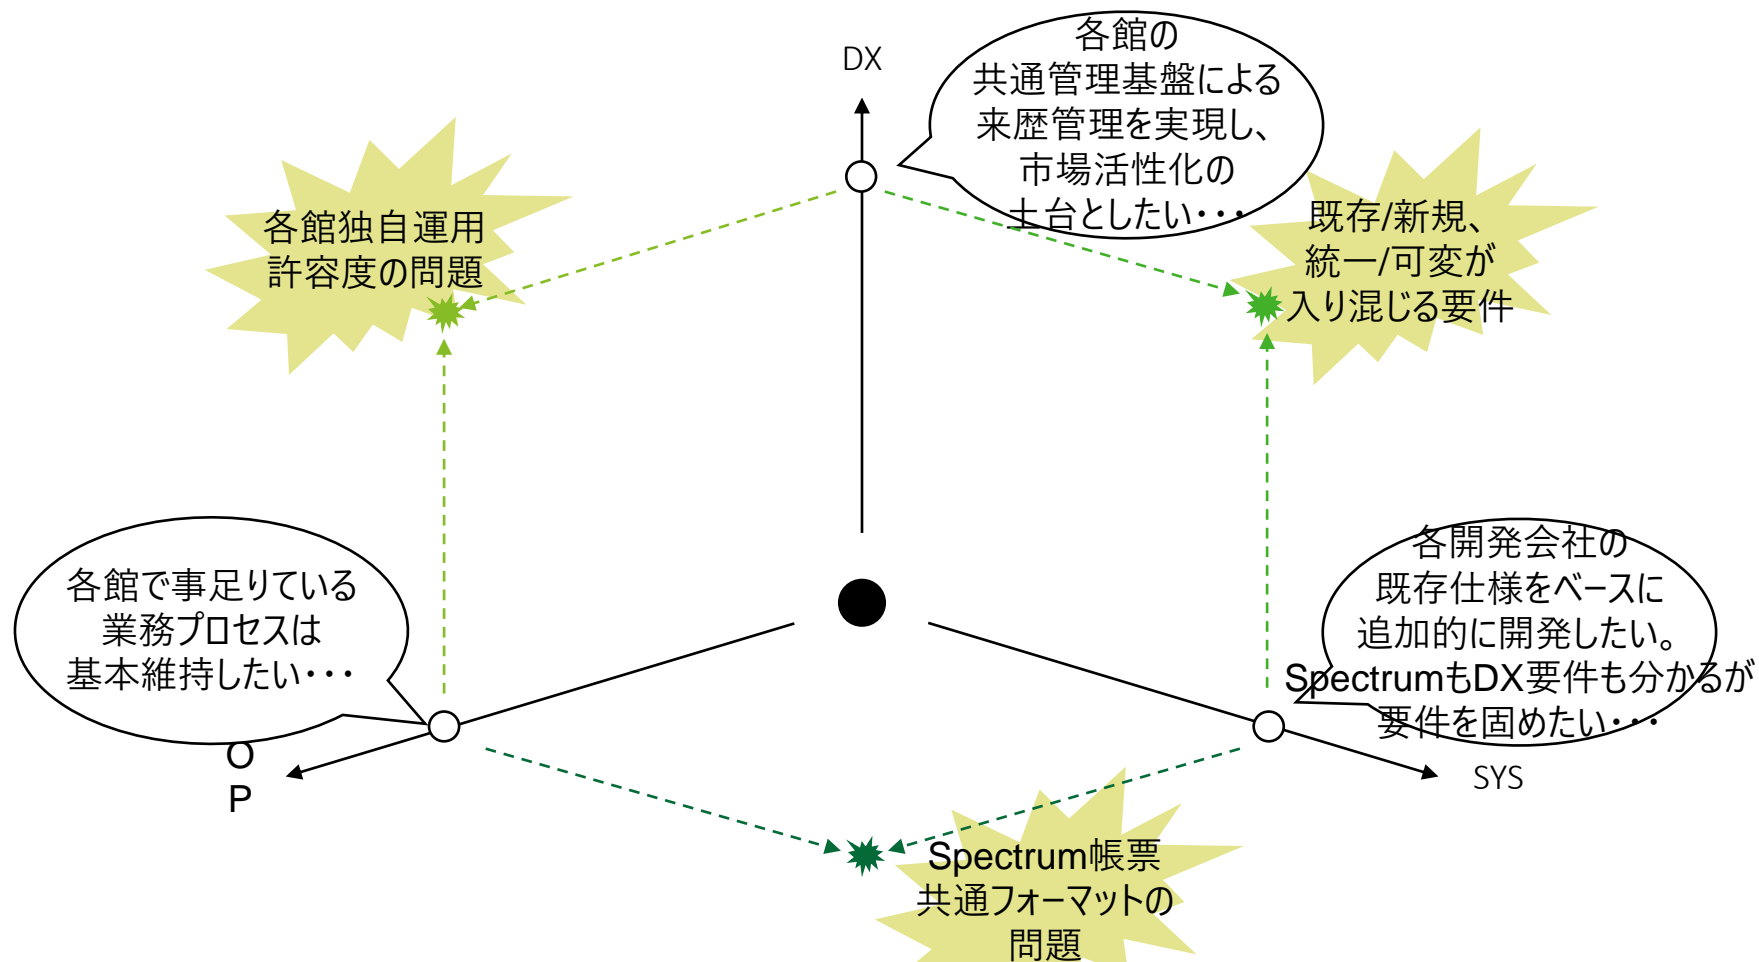 DX
各館の
共通管理基盤による
来歴管理を実現し、
市場活性化の
土台としたい・・・
各館独自運用
許容度の問題
既存/新規、
統一/可変が
入り混じる要件
各館で事足りている
業務プロセスは
基本維持したい・・・
O
P
各開発会社の
既存仕様をベースに
追加的に開発したい。
SpectrumもDX要件も分かるが
要件を固めたい・・・
SYS
Spectrum帳票
共通フォーマットの
問題